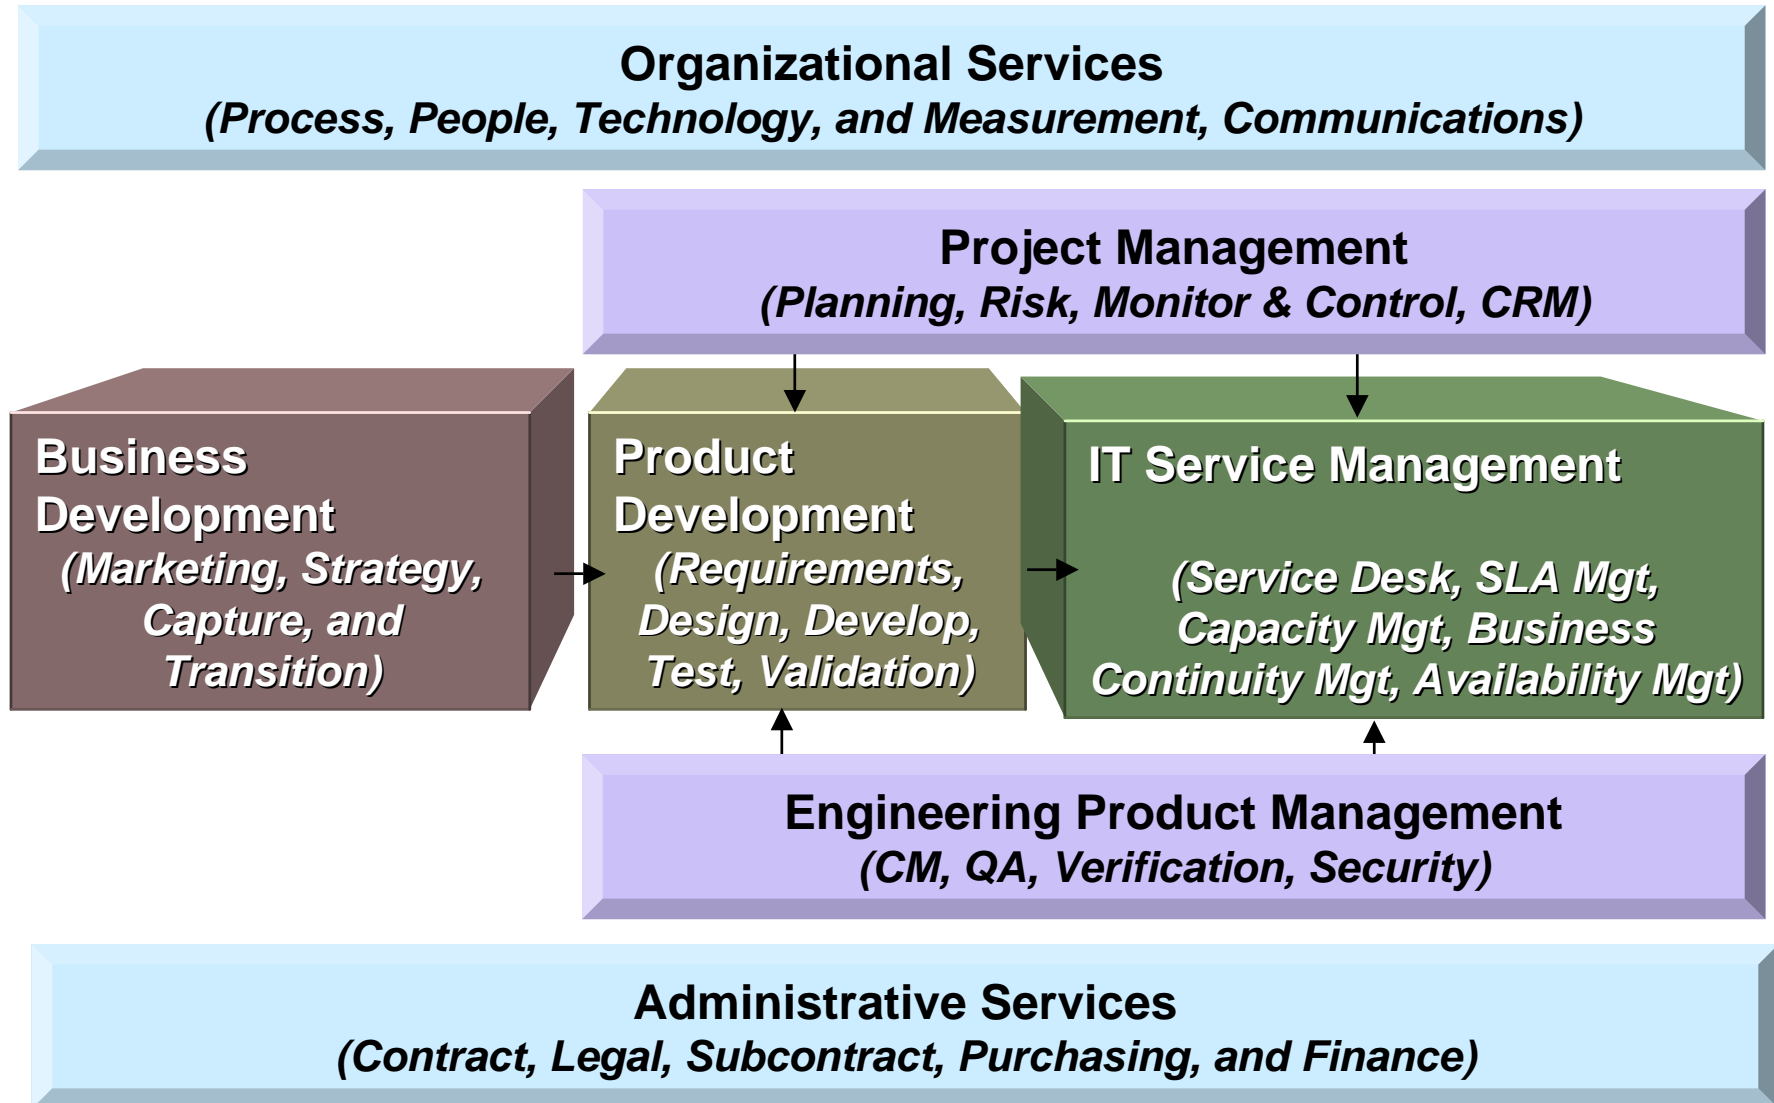 Organizational Services
(Process, People, Technology, and Measurement, Communications)
Project Management
(Planning, Risk, Monitor & Control, CRM)
Business
Development
(Marketing, Strategy,
Capture, and
Transition)
Product
Development
(Requirements,
Design, Develop,
Test, Validation)
IT Service Management
(Service Desk, SLA Mgt,
Capacity Mgt, Business
Continuity Mgt, Availability Mgt)
Engineering Product Management
(CM, QA, Verification, Security)
Administrative Services
(Contract, Legal, Subcontract, Purchasing, and Finance)